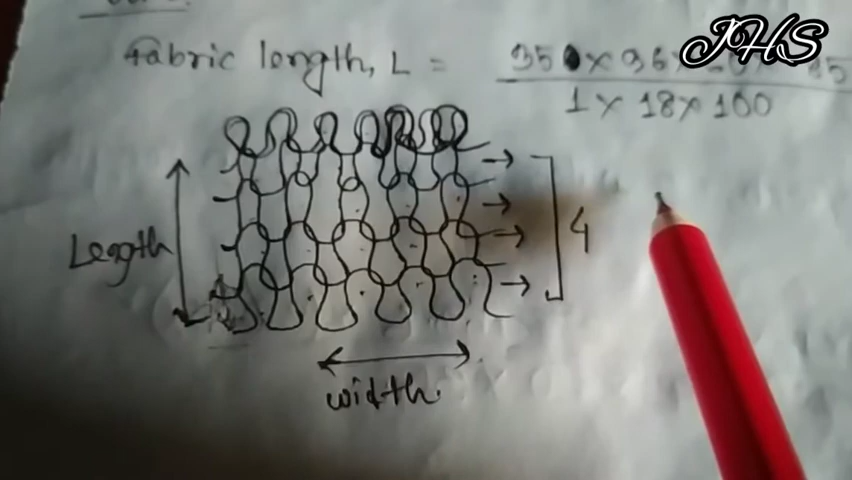 JHS
Fabric length, L =
1 × 18 × 100
Length
4
width.